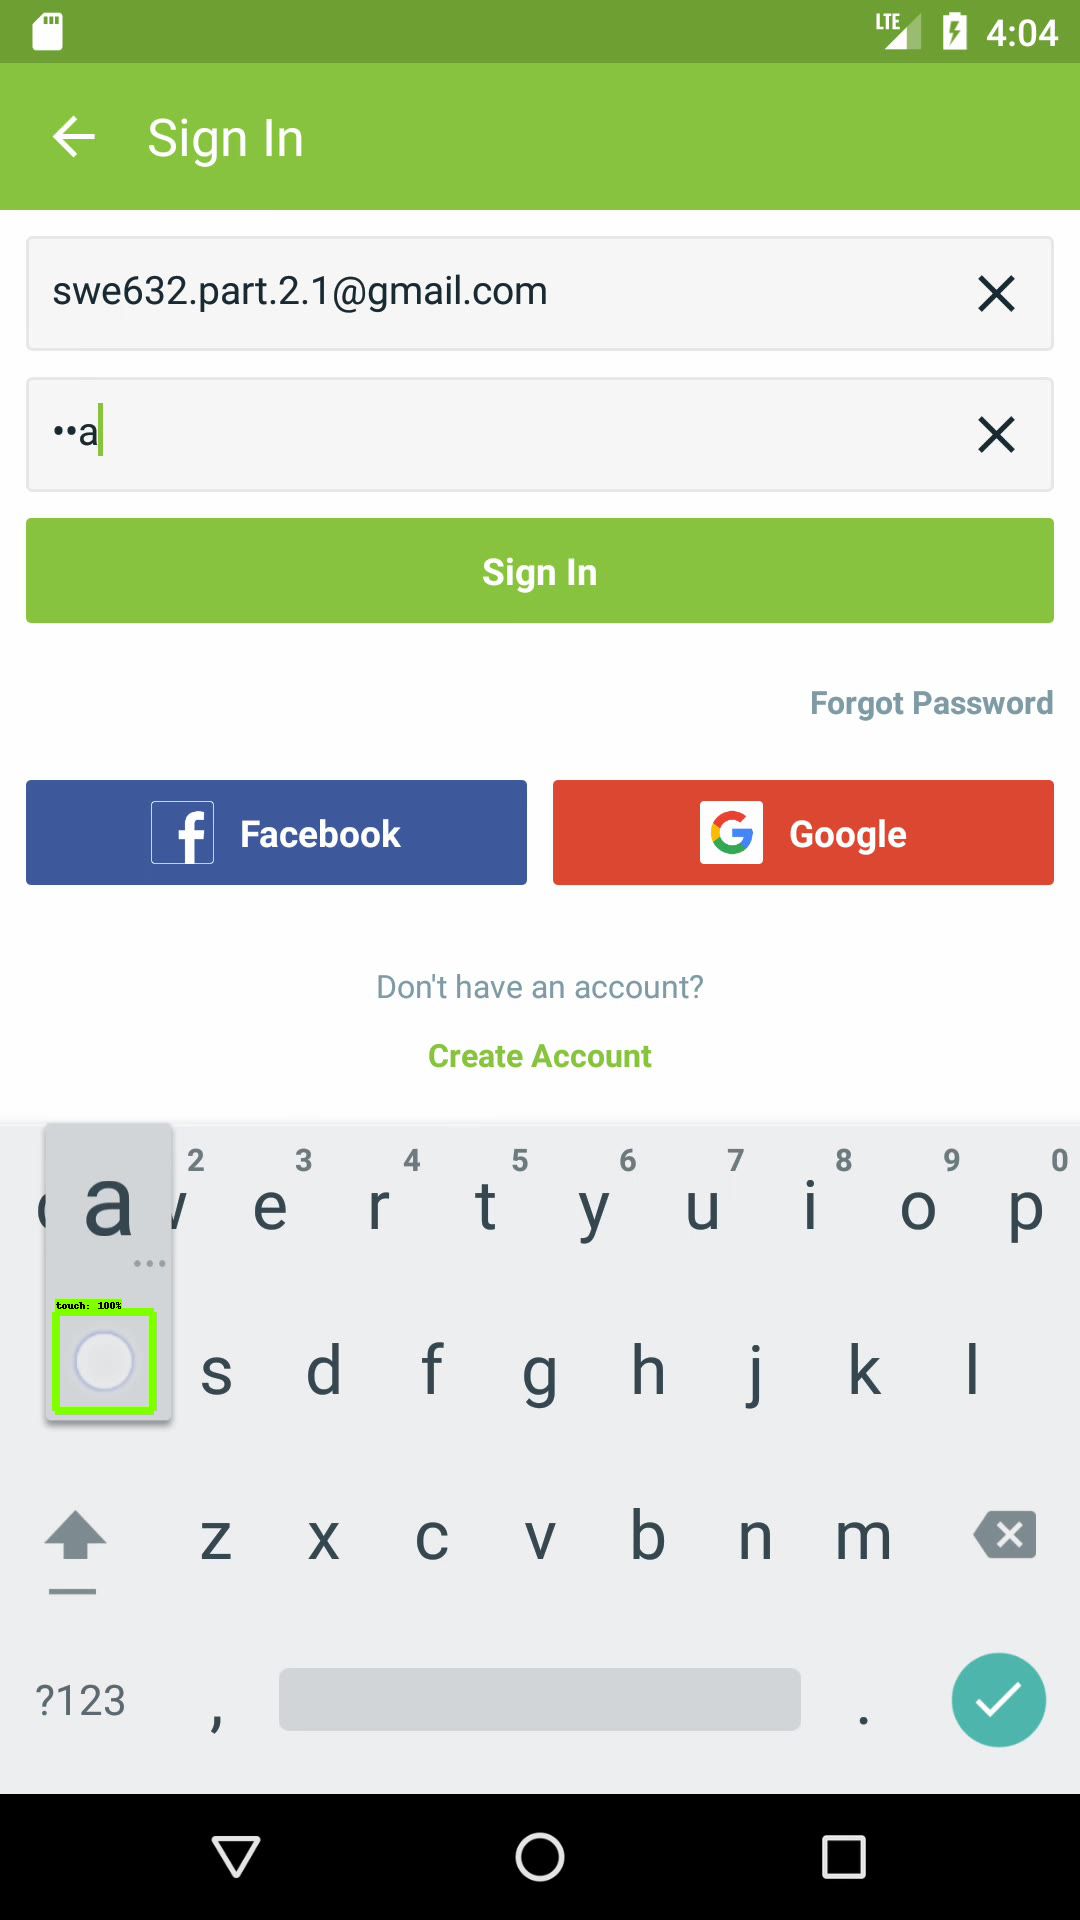 LTE 4:04
Sign In
swe632.part.2.1@gmail.com
••a
Sign In
Forgot Password
Facebook
Google
Don't have an account?
Create Account
2 3 4 5 6 7 8 9 0
a e r t y u i o p
touch: 100%
s d f g h j k l
z x c v b n m
?123 , .